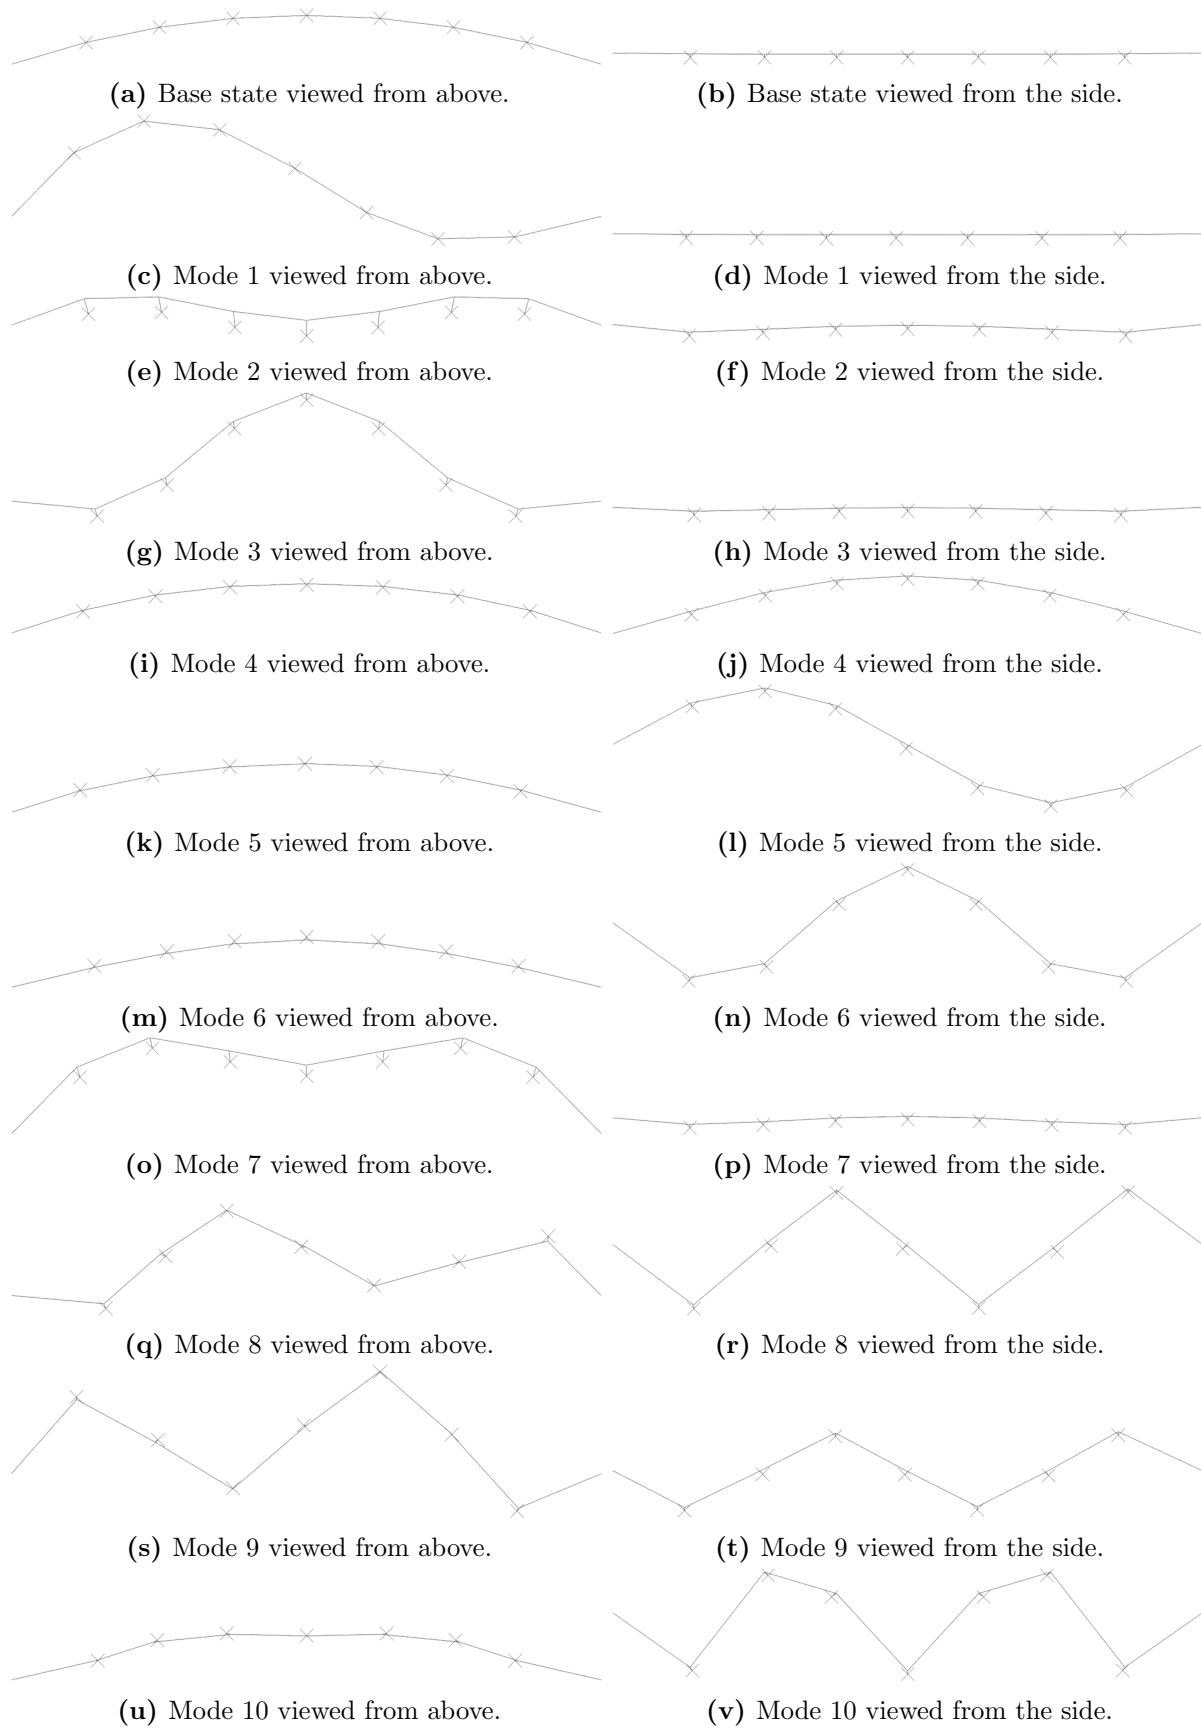 (a) Base state viewed from above.
(b) Base state viewed from the side.
(c) Mode 1 viewed from above.
(d) Mode 1 viewed from the side.
(e) Mode 2 viewed from above.
(f) Mode 2 viewed from the side.
(g) Mode 3 viewed from above.
(h) Mode 3 viewed from the side.
(i) Mode 4 viewed from above.
(j) Mode 4 viewed from the side.
(k) Mode 5 viewed from above.
(l) Mode 5 viewed from the side.
(m) Mode 6 viewed from above.
(n) Mode 6 viewed from the side.
(o) Mode 7 viewed from above.
(p) Mode 7 viewed from the side.
(q) Mode 8 viewed from above.
(r) Mode 8 viewed from the side.
(s) Mode 9 viewed from above.
(t) Mode 9 viewed from the side.
(u) Mode 10 viewed from above.
(v) Mode 10 viewed from the side.